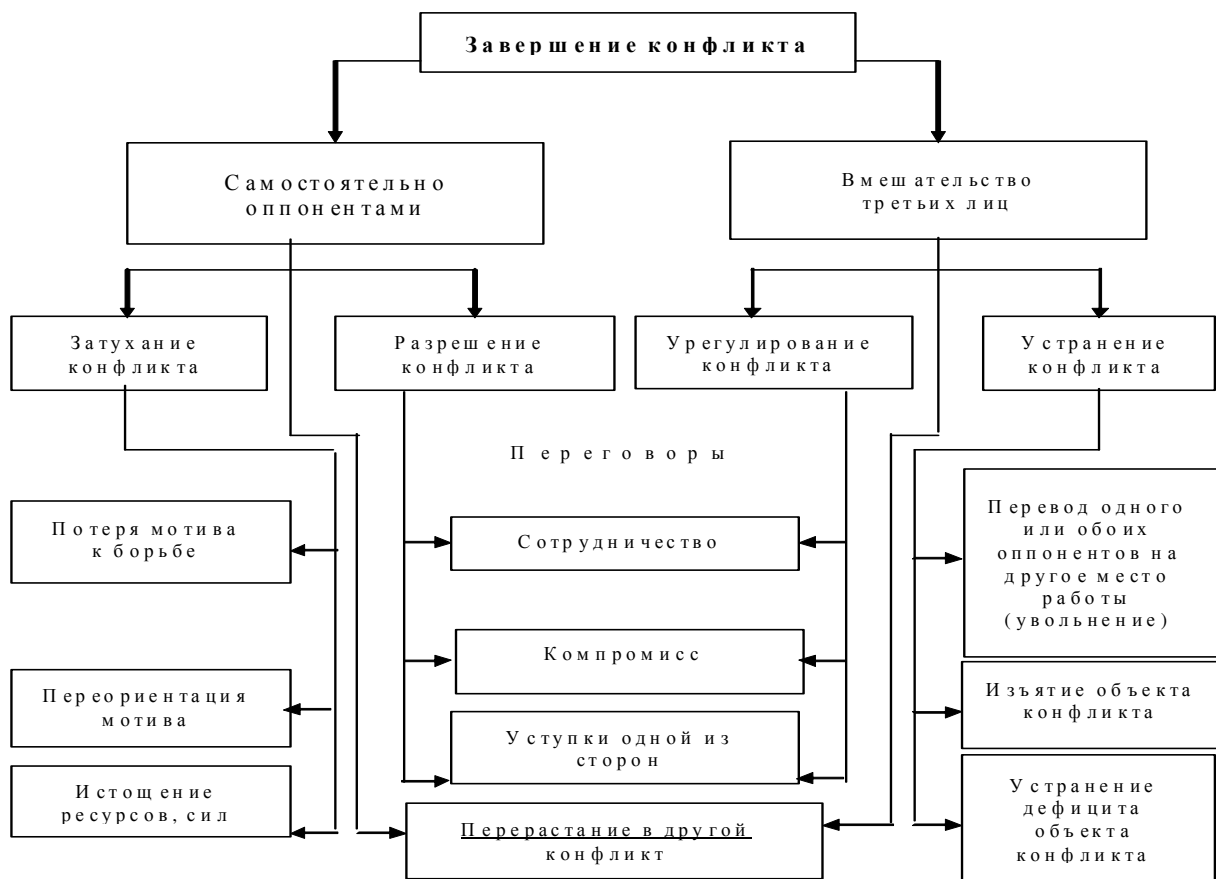 Завершение конфликта
Самостоятельно
оппонентами
Вмешательство
третьих лиц
Затухание
конфликта
Разрешение
конфликта
Урегулирование
конфликта
Устранение
конфликта
Переговоры
Потеря мотива
к борьбе
Сотрудничество
Перевод одного
или обоих
оппонентов на
другое место
работы
(увольнение)
Компромисс
Переориентация
мотива
Изъятие объекта
конфликта
Уступки одной из
сторон
Истощение
ресурсов, сил
Перерастание в другой
конфликт
Устранение
дефицита
объекта
конфликта